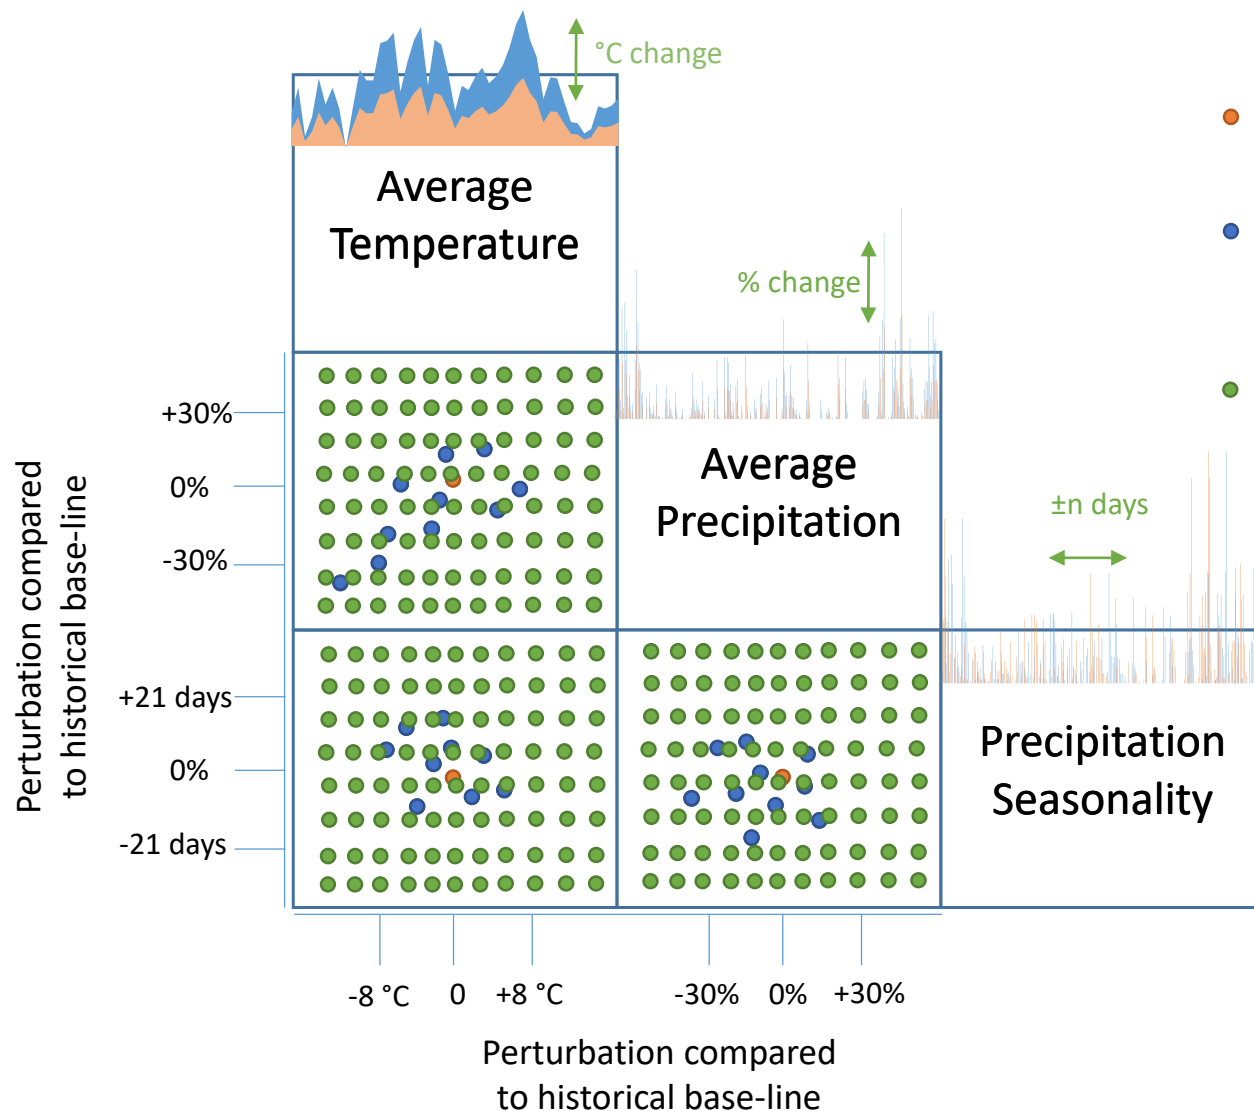 °C change
Average
Temperature
% change
Average
Precipitation
±n days
Precipitation
Seasonality
Perturbation compared
to historical base-line
+30%
0%
-30%
+21 days
0%
-21 days
-8 °C
0
+8 °C
-30%
0%
+30%
Perturbation compared
to historical base-line